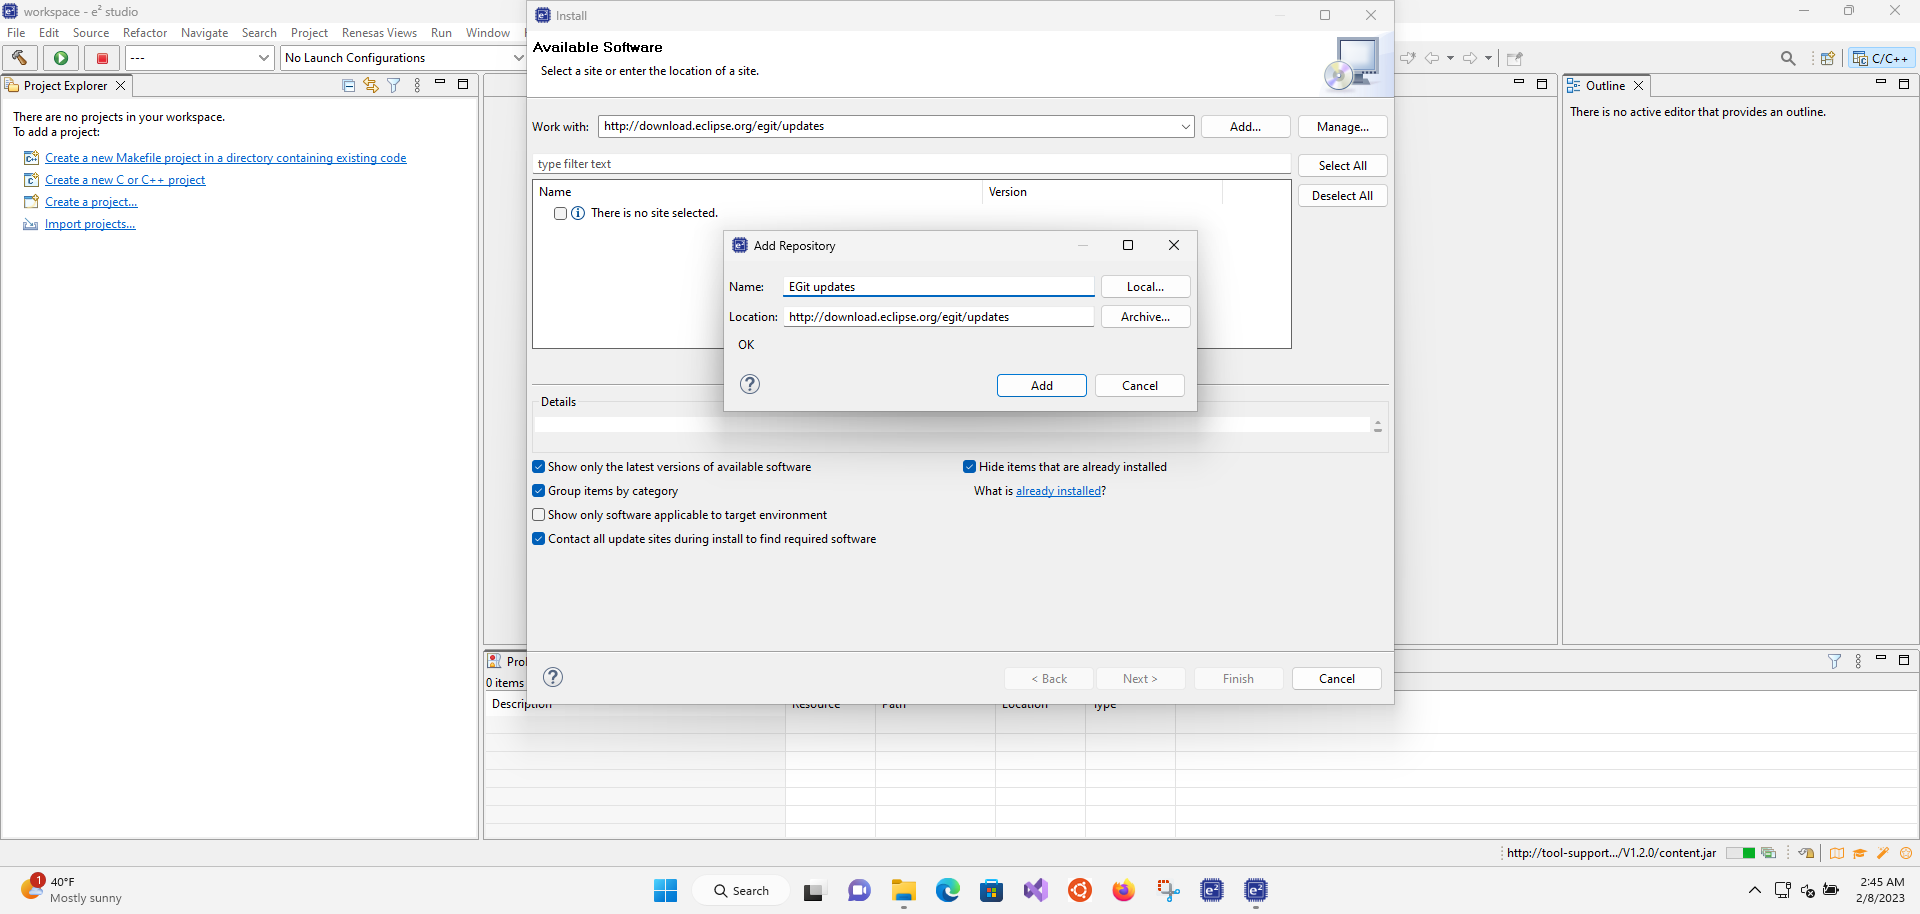 workspace - e² studio
File Edit Source Refactor Navigate Search Project Renesas Views Run Window
---
No Launch Configurations
C/C++
Project Explorer
There are no projects in your workspace.
To add a project:
Create a new Makefile project in a directory containing existing code
Create a new C or C++ project
Create a project...
Import projects...
Install
Available Software
Select a site or enter the location of a site.
Work with: http://download.eclipse.org/egit/updates
Add...
Manage...
type filter text
Select All
Deselect All
Name Version
There is no site selected.
Add Repository
Name: EGit updates
Local...
Location: http://download.eclipse.org/egit/updates
Archive...
OK
Add
Cancel
Details
Show only the latest versions of available software
Hide items that are already installed
Group items by category
What is already installed?
Show only software applicable to target environment
Contact all update sites during install to find required software
< Back
Next >
Finish
Cancel
Outline
There is no active editor that provides an outline.
Pro
0 items
Description Resource Path Location Type
http://tool-support.../V1.2.0/content.jar
1
40°F
Mostly sunny
Search
e²
e²
2:45 AM
2/8/2023